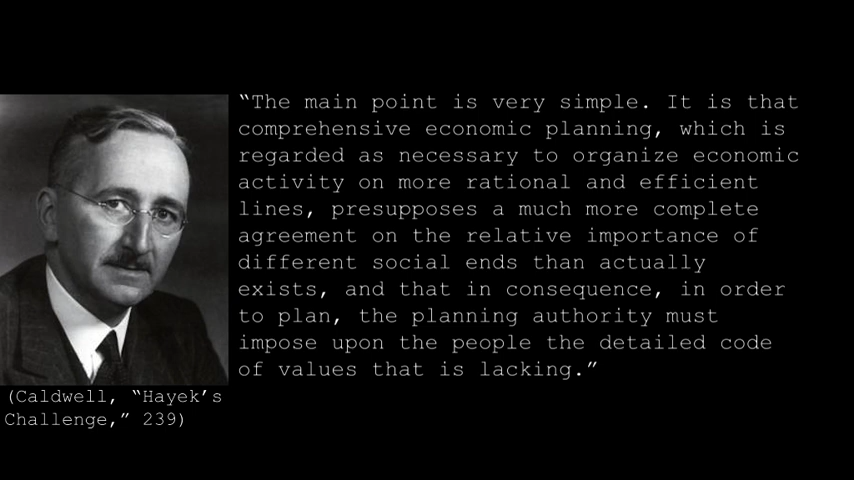 “The main point is very simple. It is that
comprehensive economic planning, which is
regarded as necessary to organize economic
activity on more rational and efficient
lines, presupposes a much more complete
agreement on the relative importance of
different social ends than actually
exists, and that in consequence, in order
to plan, the planning authority must
impose upon the people the detailed code
of values that is lacking.”
(Caldwell, “Hayek’s
Challenge,” 239)